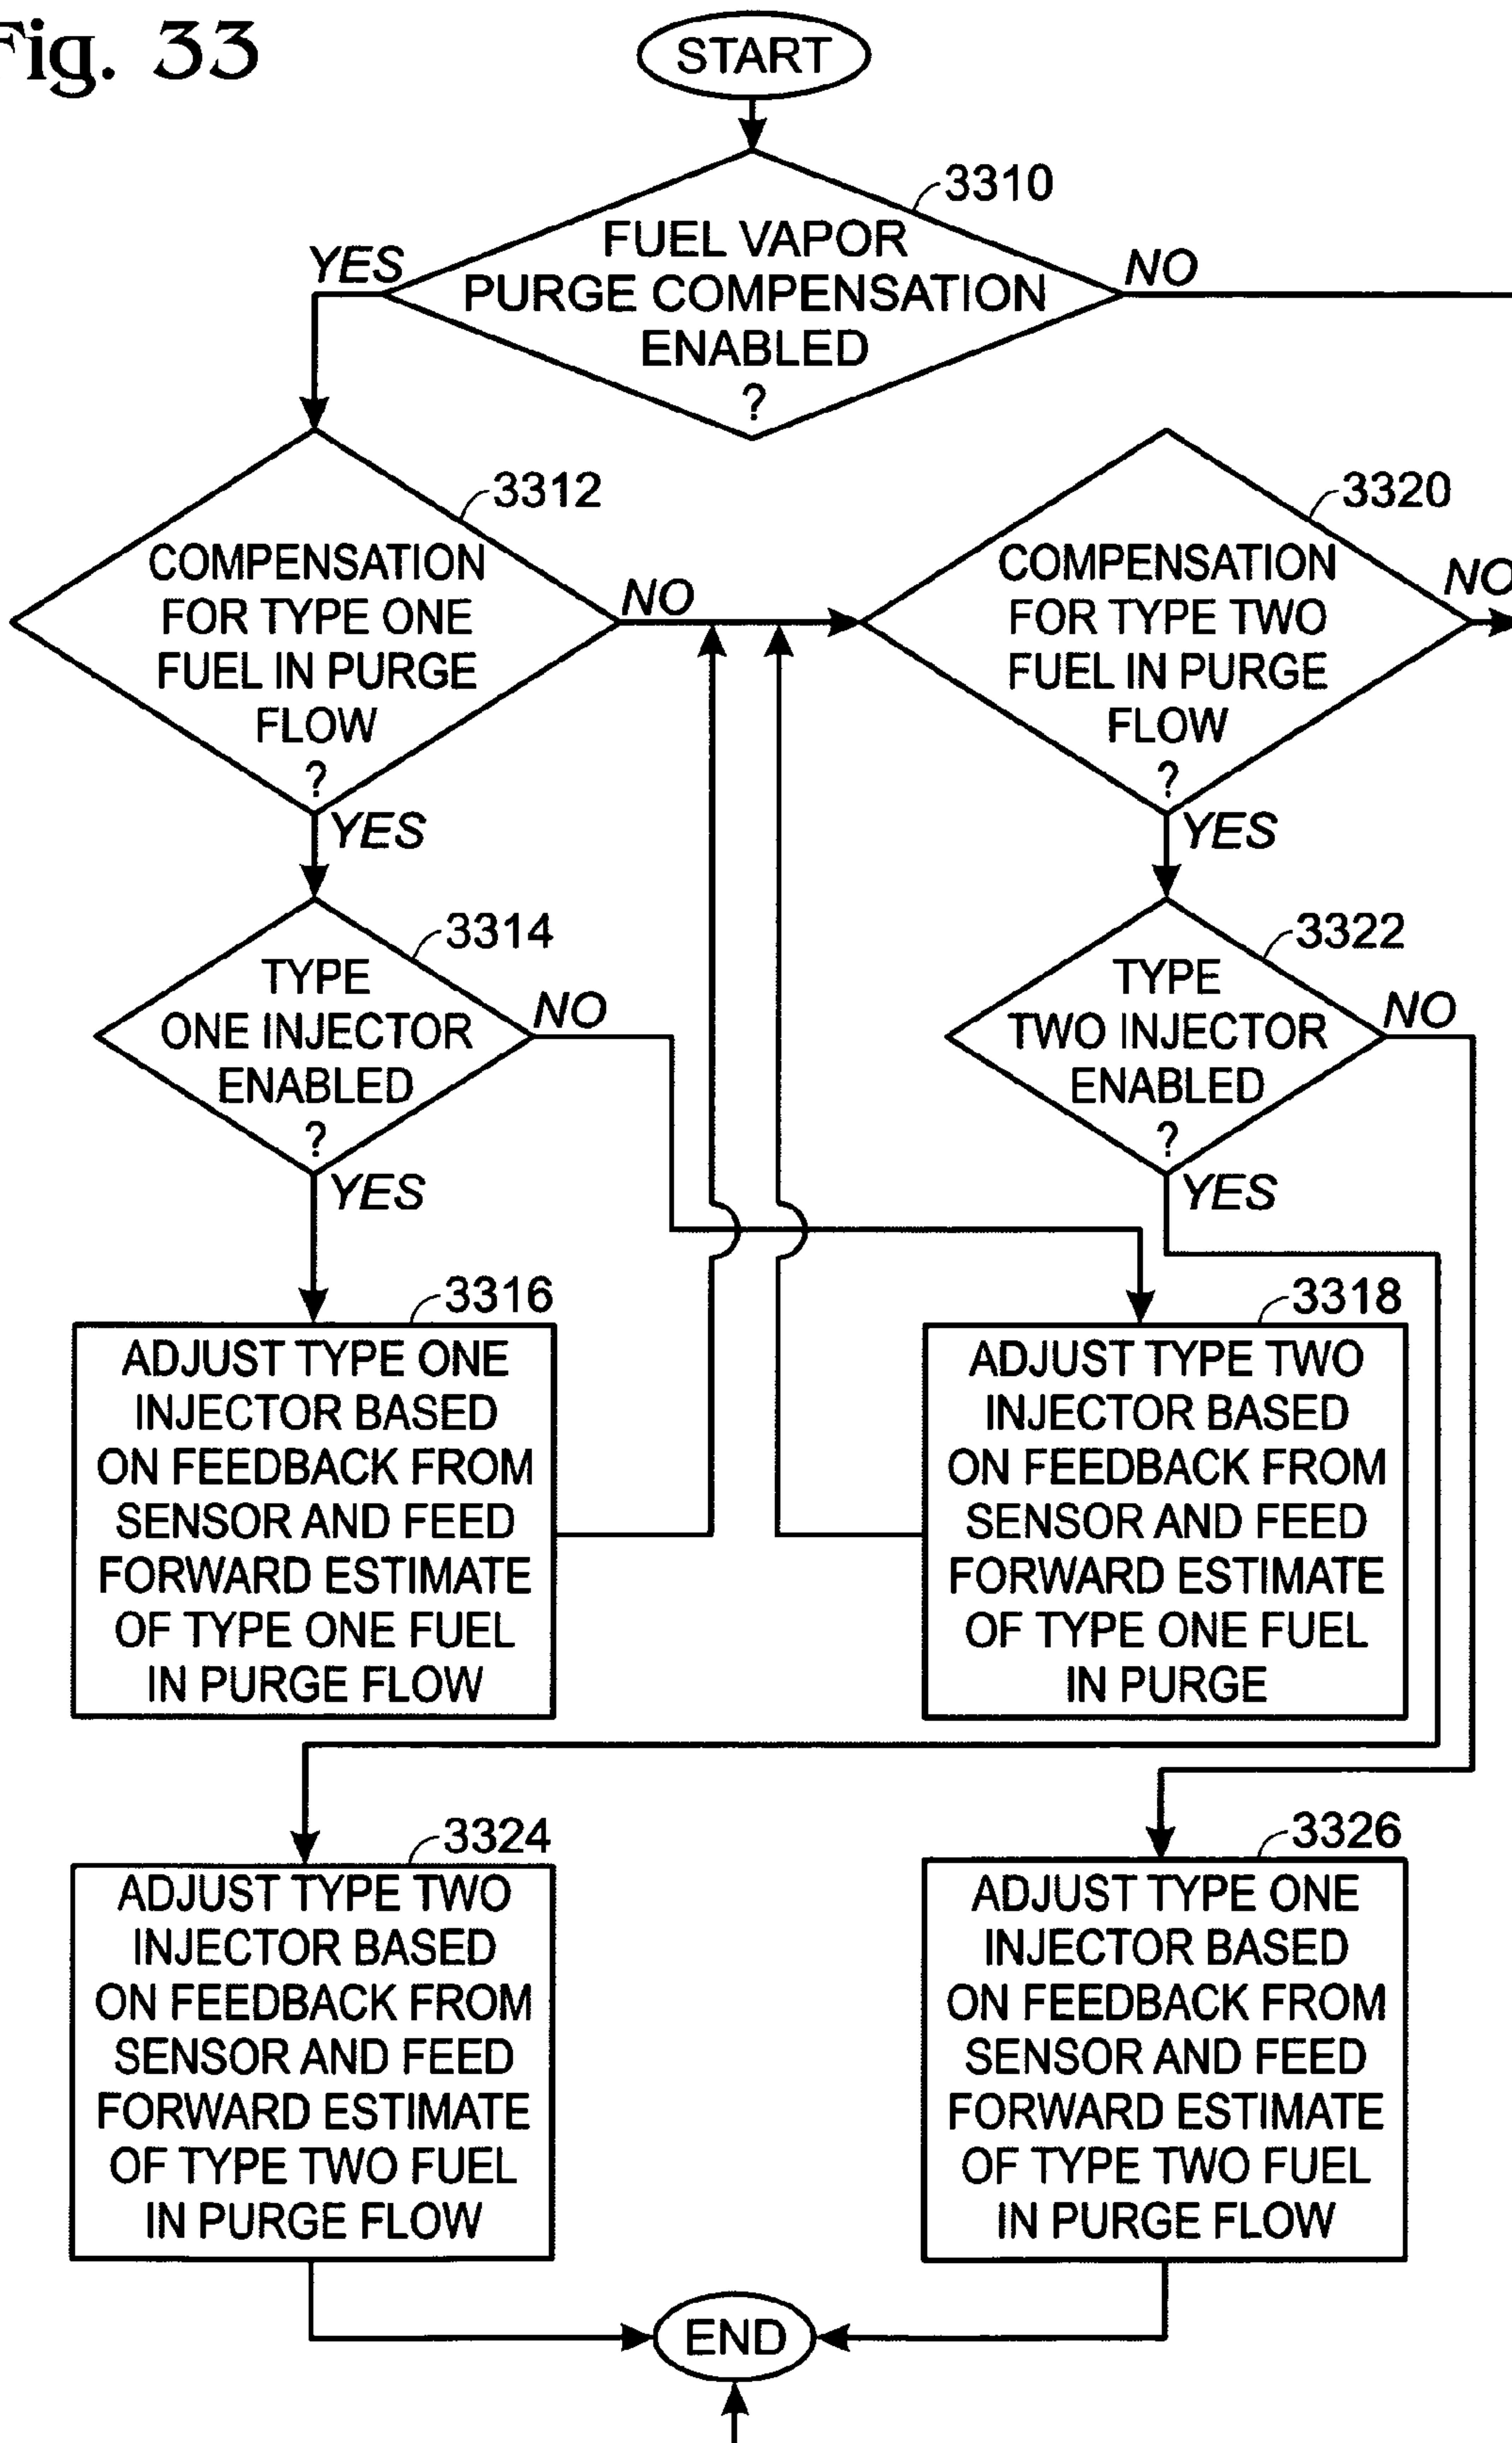 Fig. 33
START
3310
FUEL VAPOR
PURGE COMPENSATION
ENABLED
?
YES
NO
3312
COMPENSATION
FOR TYPE ONE
FUEL IN PURGE
FLOW
?
NO
YES
3320
COMPENSATION
FOR TYPE TWO
FUEL IN PURGE
FLOW
?
NO
YES
3314
TYPE
ONE INJECTOR
ENABLED
?
NO
YES
3322
TYPE
TWO INJECTOR
ENABLED
?
NO
YES
3316
ADJUST TYPE ONE
INJECTOR BASED
ON FEEDBACK FROM
SENSOR AND FEED
FORWARD ESTIMATE
OF TYPE ONE FUEL
IN PURGE FLOW
3318
ADJUST TYPE TWO
INJECTOR BASED
ON FEEDBACK FROM
SENSOR AND FEED
FORWARD ESTIMATE
OF TYPE ONE FUEL
IN PURGE
3324
ADJUST TYPE TWO
INJECTOR BASED
ON FEEDBACK FROM
SENSOR AND FEED
FORWARD ESTIMATE
OF TYPE TWO FUEL
IN PURGE FLOW
3326
ADJUST TYPE ONE
INJECTOR BASED
ON FEEDBACK FROM
SENSOR AND FEED
FORWARD ESTIMATE
OF TYPE TWO FUEL
IN PURGE FLOW
END